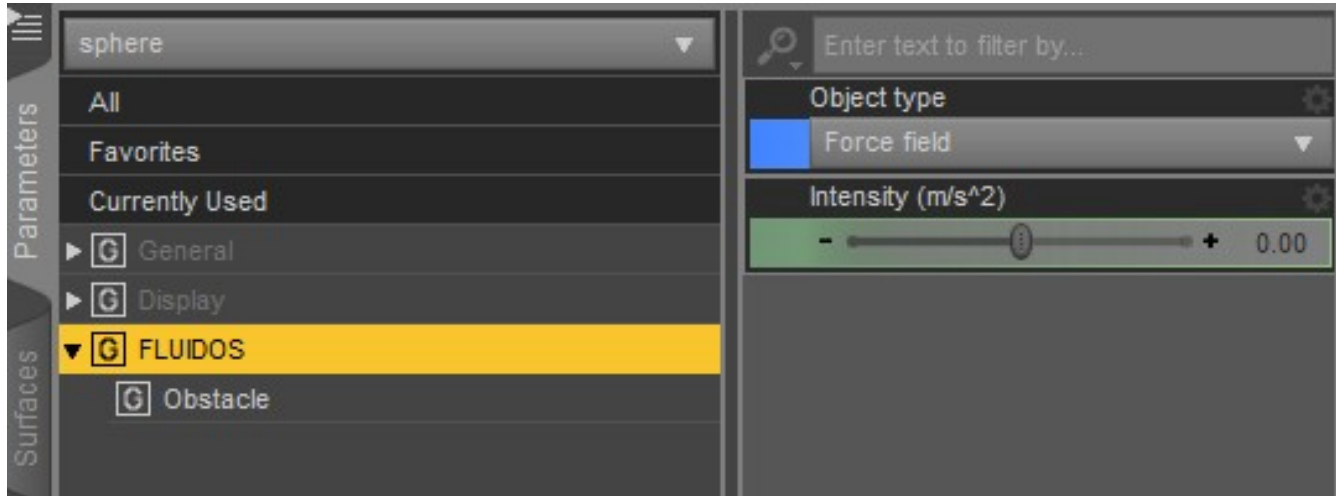 Parameters
Surfaces
sphere
All
Favorites
Currently Used
G General
G Display
G FLUIDOS
G Obstacle
Enter text to filter by...
Object type
Force field
Intensity (m/s^2)
- + 0.00